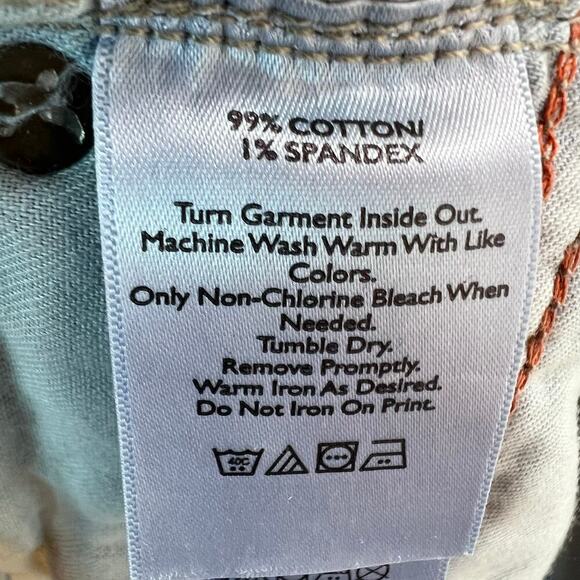 99% COTTON/
1% SPANDEX
Turn Garment Inside Out.
Machine Wash Warm With Like
Colors.
Only Non-Chlorine Bleach When
Needed.
Tumble Dry.
Remove Promptly.
Warm Iron As Desired.
Do Not Iron On Print.
40C